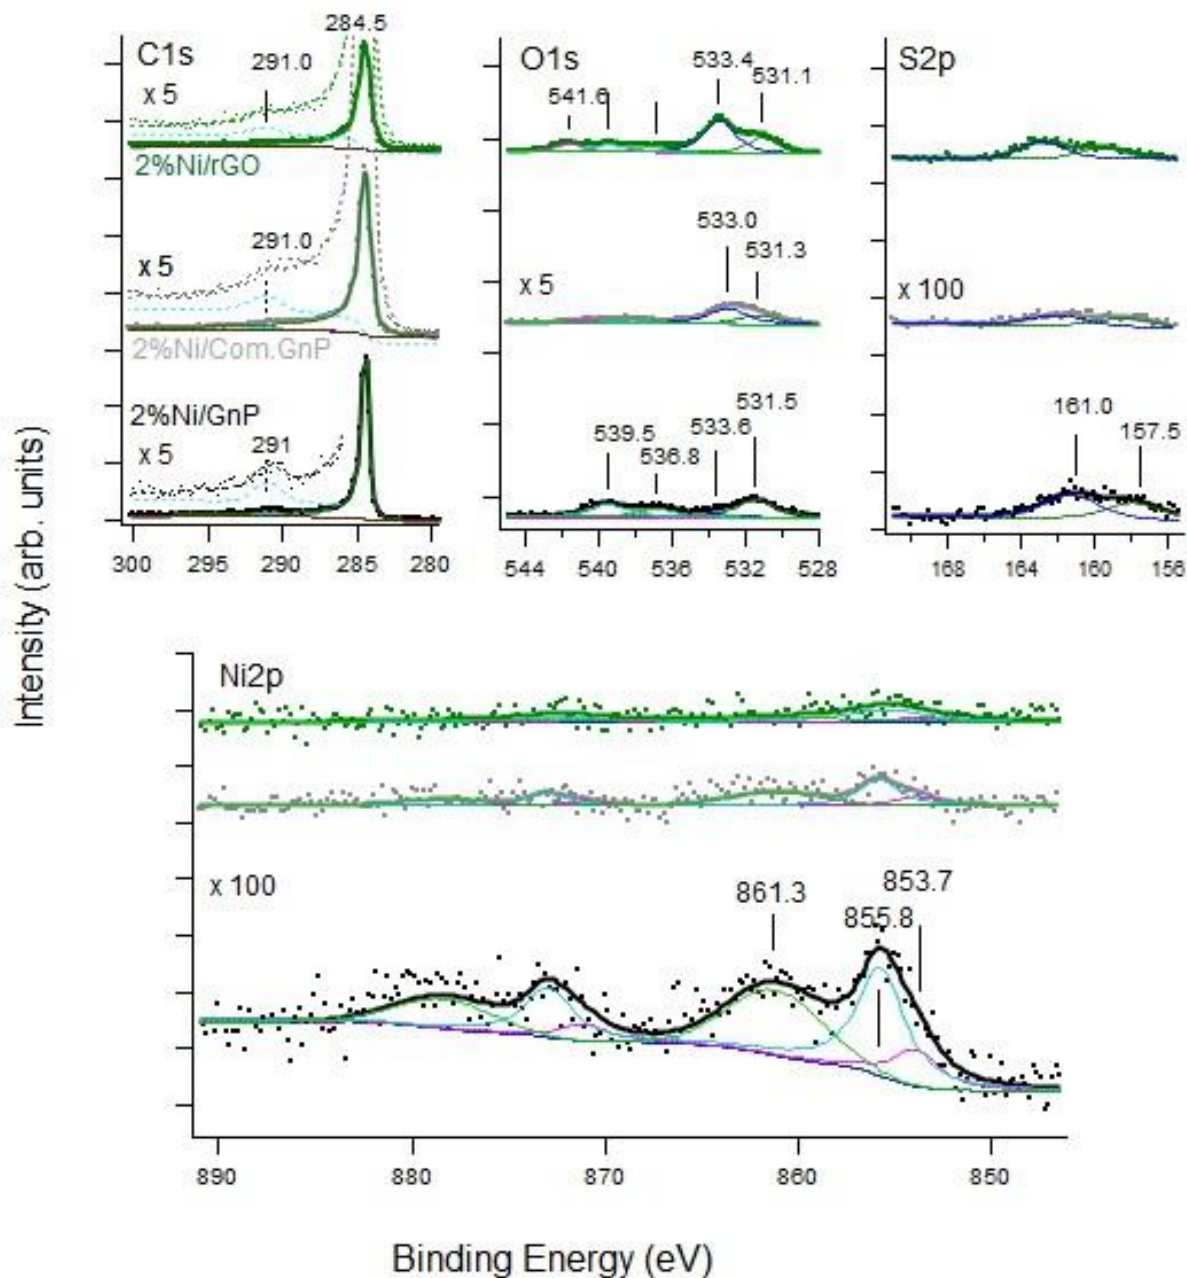 C1s
284.5
291.0
x 5
2%Ni/rGO
291.0
x 5
2%Ni/Com.GnP
2%Ni/GnP
x 5
291
300 295 290 285 280
O1s
533.4
531.1
541.6
533.0
531.3
x 5
531.5
533.6
539.5
536.8
544 540 536 532 528
S2p
x 100
161.0
157.5
168 164 160 156
Intensity (arb. units)
Ni2p
x 100
861.3
853.7
855.8
890 880 870 860 850
Binding Energy (eV)